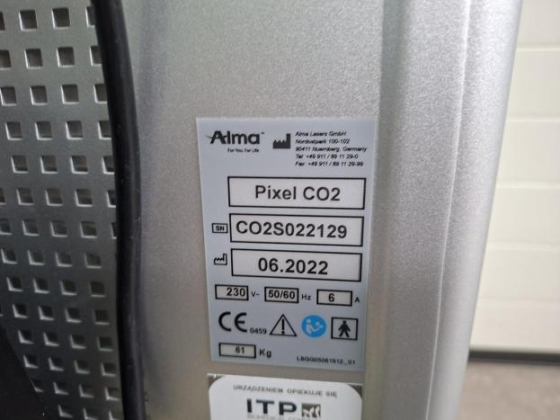 Alma™
For You. For Life.
Alma Lasers GmbH
Nordostpark 100-102
90411 Nuernberg, Germany
Tel +49 911 / 89 11 29-0
Fax +49 911 / 89 11 29-99
Pixel CO2
SN CO2S022129
06.2022
230 V~ 50/60 Hz 6 A
CE 0459
61 Kg
URZĄDZENIEM OPIEKUJE SIĘ
ITP